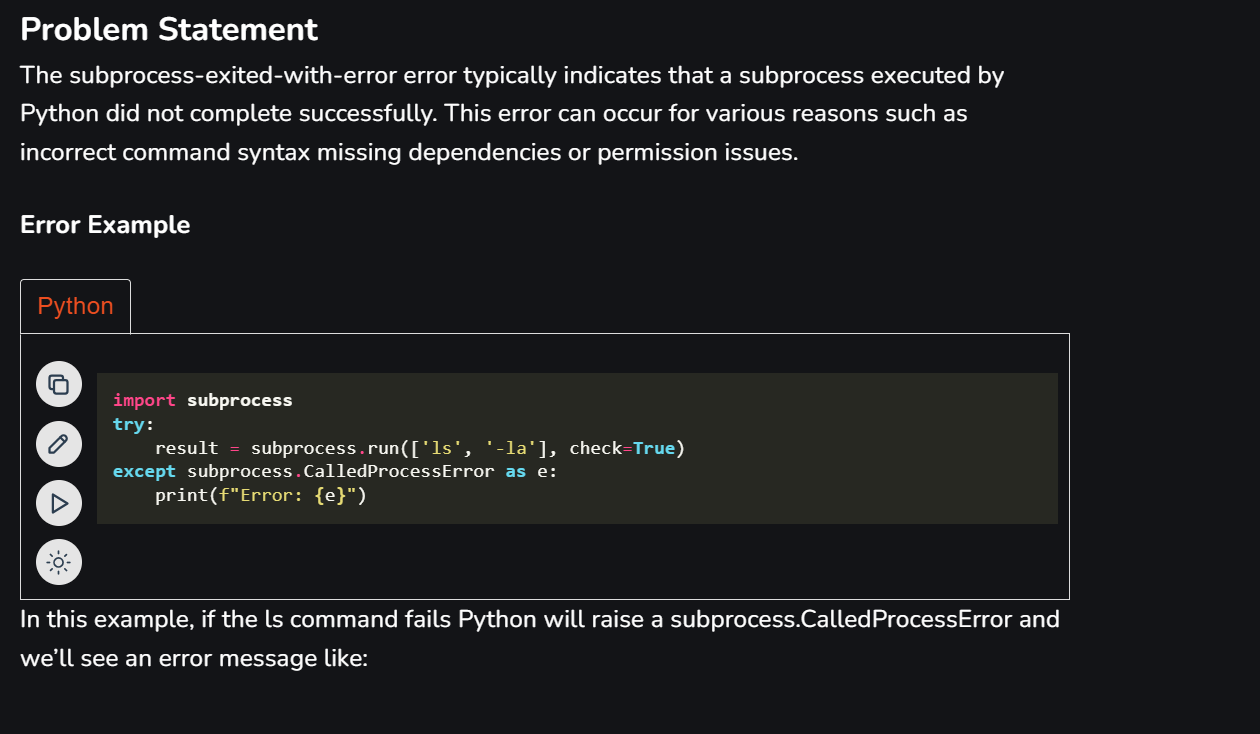 Problem Statement
The subprocess-exited-with-error error typically indicates that a subprocess executed by
Python did not complete successfully. This error can occur for various reasons such as
incorrect command syntax missing dependencies or permission issues.
Error Example
Python
import subprocess
try:
    result = subprocess.run(['ls', '-la'], check=True)
except subprocess.CalledProcessError as e:
    print(f"Error: {e}")
In this example, if the ls command fails Python will raise a subprocess.CalledProcessError and
we’ll see an error message like: